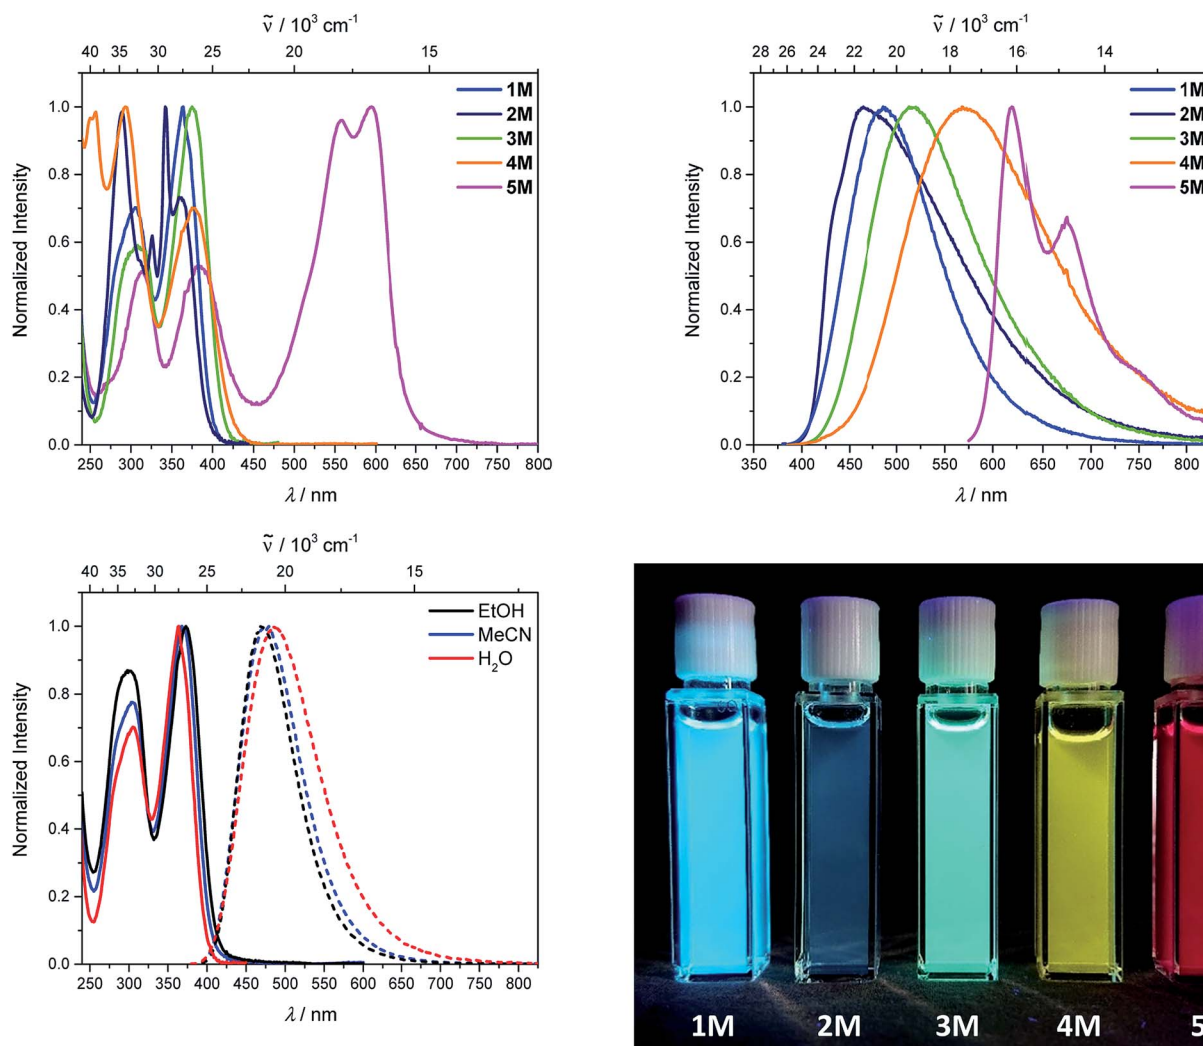 ṽ / 10³ cm⁻¹
40 35 30 25 20 15
1M
2M
3M
4M
5M
Normalized Intensity
1.0
0.8
0.6
0.4
0.2
0.0
250 300 350 400 450 500 550 600 650 700 750 800
λ / nm
ṽ / 10³ cm⁻¹
28 26 24 22 20 18 16 14
1M
2M
3M
4M
5M
Normalized Intensity
1.0
0.8
0.6
0.4
0.2
0.0
350 400 450 500 550 600 650 700 750 800
λ / nm
ṽ / 10³ cm⁻¹
40 35 30 25 20 15
EtOH
MeCN
H₂O
Normalized Intensity
1.0
0.8
0.6
0.4
0.2
0.0
250 300 350 400 450 500 550 600 650 700 750 800
λ / nm
1M 2M 3M 4M 5